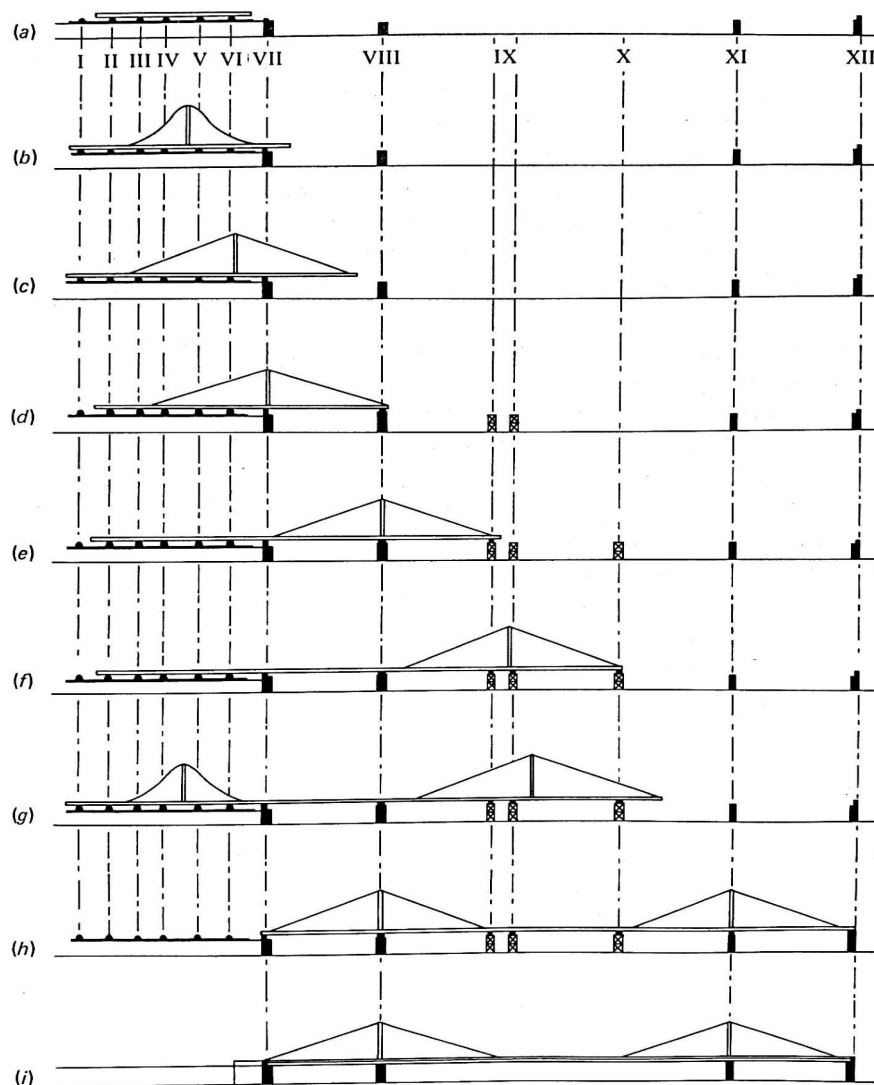 (a)
I II III IV V VI VII VIII IX X XI XII
(b)
(c)
(d)
(e)
(f)
(g)
(h)
(i)